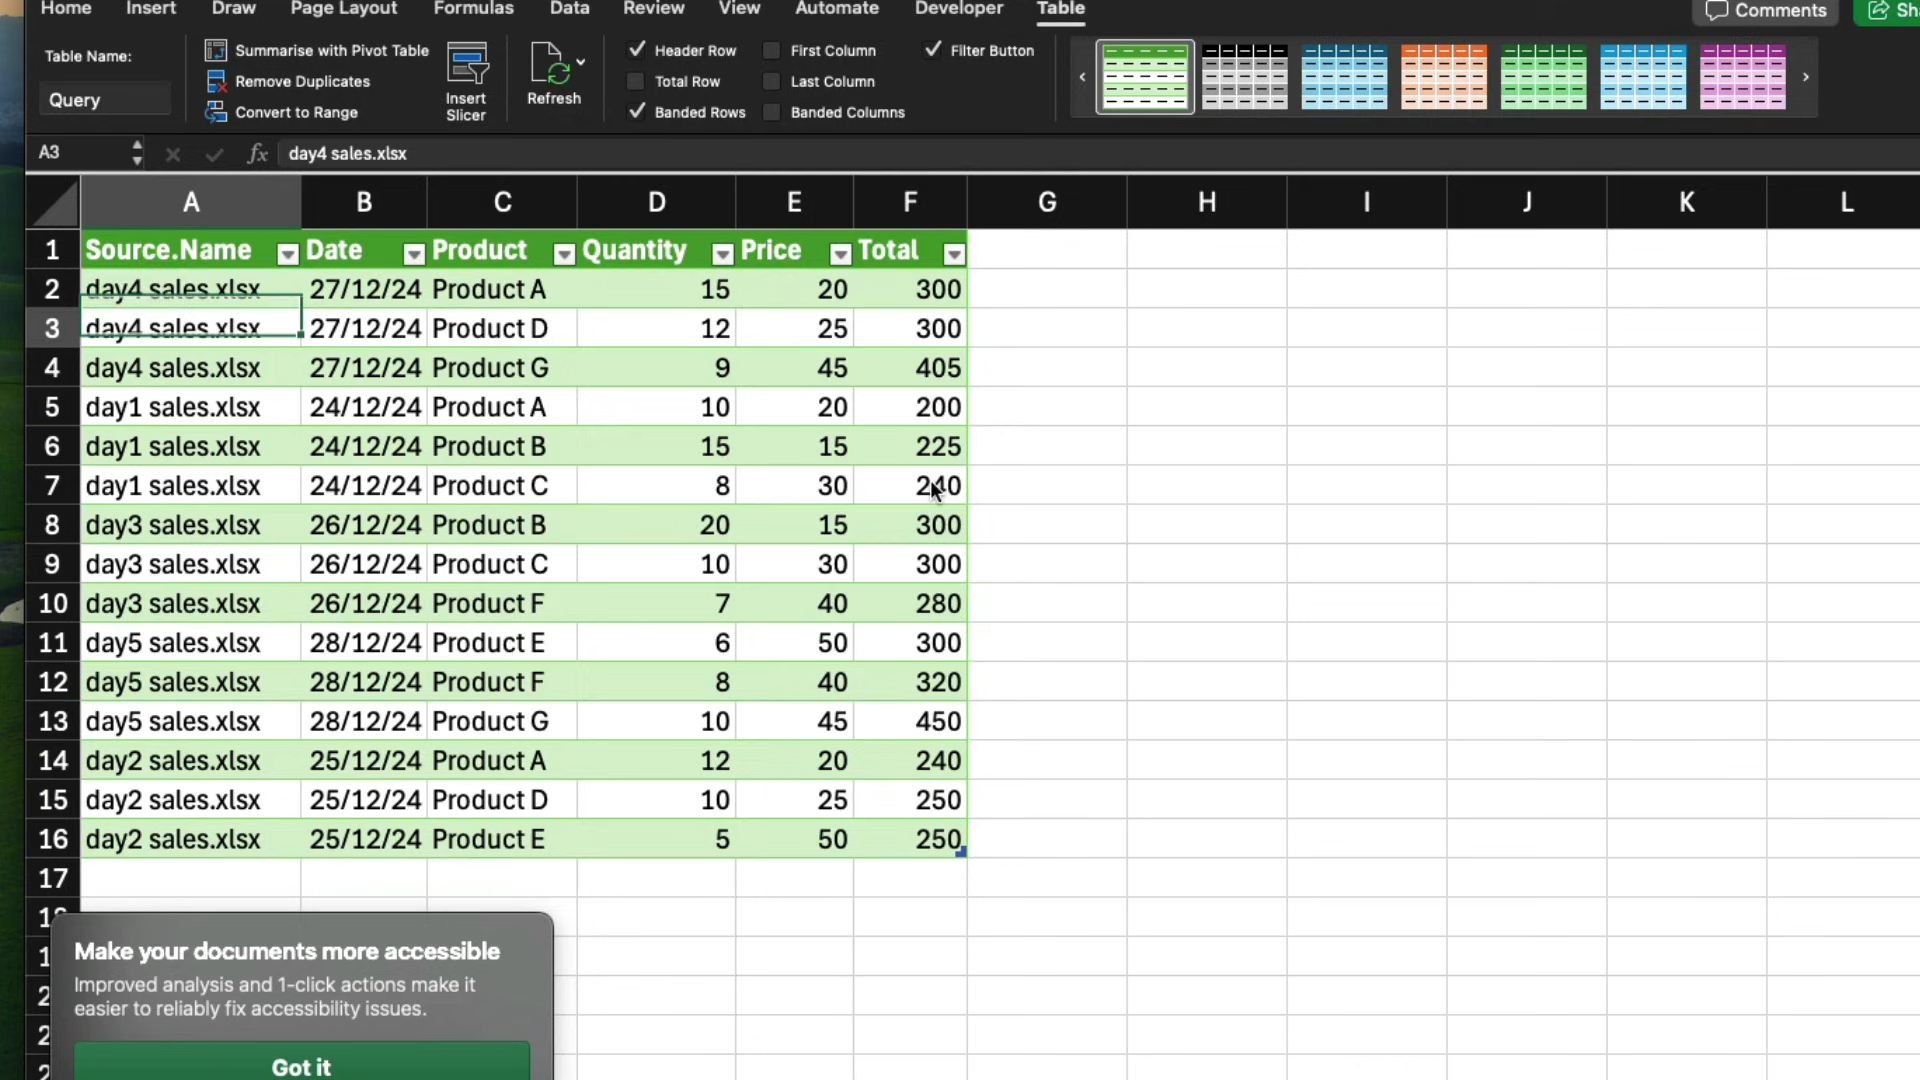 Home Insert Draw Page Layout Formulas Data Review View Automate Developer Table Comments Sh
Table Name:
Query
Summarise with Pivot Table
Remove Duplicates
Convert to Range
Insert
Slicer
Refresh
Header Row
Total Row
Banded Rows
First Column
Last Column
Banded Columns
Filter Button
A3 fx day4 sales.xlsx
A B C D E F G H I J K L
1 Source.Name Date Product Quantity Price Total
2 day4 sales.xlsx 27/12/24 Product A 15 20 300
3 day4 sales.xlsx 27/12/24 Product D 12 25 300
4 day4 sales.xlsx 27/12/24 Product G 9 45 405
5 day1 sales.xlsx 24/12/24 Product A 10 20 200
6 day1 sales.xlsx 24/12/24 Product B 15 15 225
7 day1 sales.xlsx 24/12/24 Product C 8 30 240
8 day3 sales.xlsx 26/12/24 Product B 20 15 300
9 day3 sales.xlsx 26/12/24 Product C 10 30 300
10 day3 sales.xlsx 26/12/24 Product F 7 40 280
11 day5 sales.xlsx 28/12/24 Product E 6 50 300
12 day5 sales.xlsx 28/12/24 Product F 8 40 320
13 day5 sales.xlsx 28/12/24 Product G 10 45 450
14 day2 sales.xlsx 25/12/24 Product A 12 20 240
15 day2 sales.xlsx 25/12/24 Product D 10 25 250
16 day2 sales.xlsx 25/12/24 Product E 5 50 250
17
Make your documents more accessible
Improved analysis and 1-click actions make it
easier to reliably fix accessibility issues.
Got it